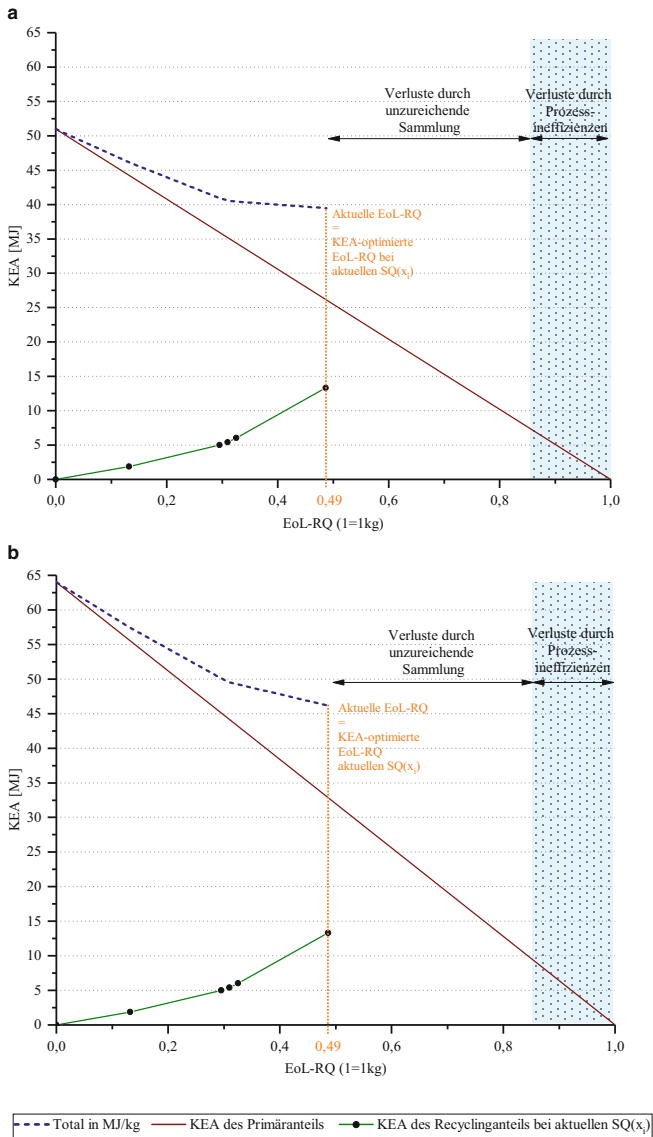 a
65
60
55
50
45
40
35
30
25
20
15
10
5
0
KEA [MJ]
Verluste durch
unzureichende
Sammlung
Verluste durch
Prozess-
ineffizienzen
Aktuelle EoL-RQ
=
KEA-optimierte
EoL-RQ bei
aktuellen SQ(xi)
0,0
0,2
0,4
0,49
0,6
0,8
1,0
EoL-RQ (1=1kg)
b
65
60
55
50
45
40
35
30
25
20
15
10
5
0
KEA [MJ]
Verluste durch
unzureichende
Sammlung
Verluste durch
Prozess-
ineffizienzen
Aktuelle EoL-RQ
=
KEA-optimierte
EoL-RQ
aktuellen SQ(xi)
0,0
0,2
0,4
0,49
0,6
0,8
1,0
EoL-RQ (1=1kg)
Total in MJ/kg
KEA des Primäranteils
KEA des Recyclinganteils bei aktuellen SQ(xi)